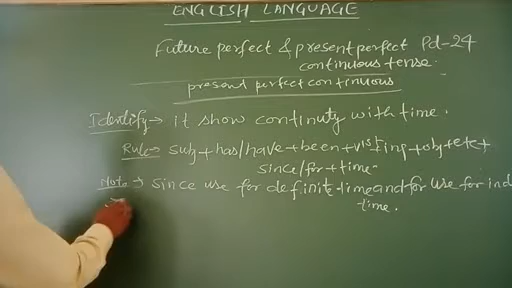 ENGLISH LANGUAGE
Future perfect & present perfect Pd-24
continuous tense.
present perfect continuous
Identify → it show continuty with time.
Rule → sub + has/have + been + v1st ing + obj + etc +
since/for + time
Note → since use for definite time and for use for ind
time.